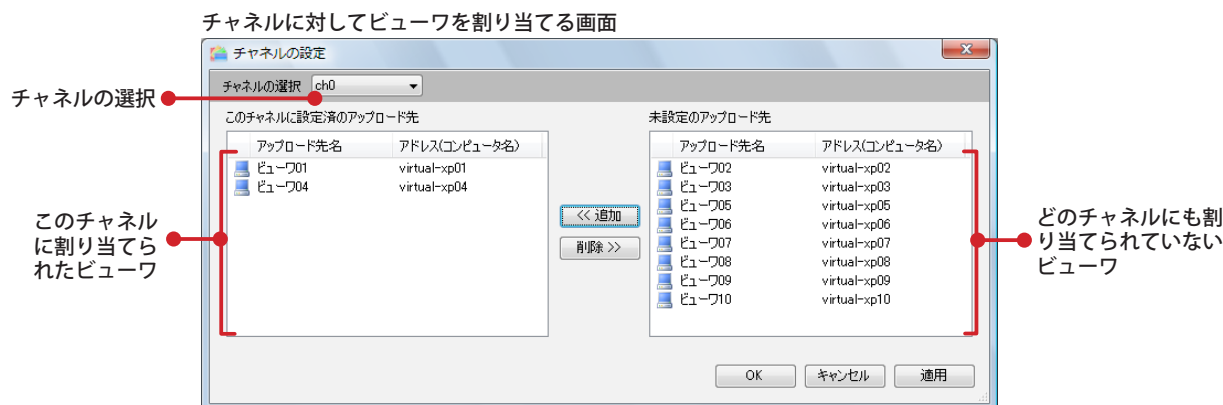 チャネルに対してビューワを割り当てる画面
チャネルの設定
チャネルの選択
チャネルの選択 ch0
このチャネルに設定済のアップロード先
アップロード先名 アドレス(コンピュータ名)
ビューワ01 virtual-xp01
ビューワ04 virtual-xp04
このチャネル
に割り当てら
れたビューワ
<< 追加
削除 >>
未設定のアップロード先
アップロード先名 アドレス(コンピュータ名)
ビューワ02 virtual-xp02
ビューワ03 virtual-xp03
ビューワ05 virtual-xp05
ビューワ06 virtual-xp06
ビューワ07 virtual-xp07
ビューワ08 virtual-xp08
ビューワ09 virtual-xp09
ビューワ10 virtual-xp10
どのチャネルにも割
り当てられていない
ビューワ
OK キャンセル 適用